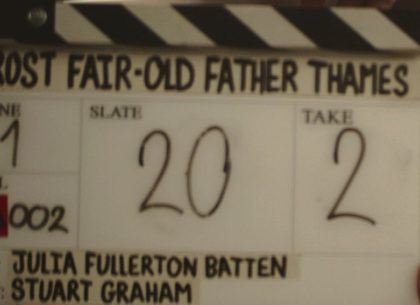 ROST FAIR-OLD FATHER THAMES
NE SLATE TAKE
1 20 2
002
JULIA FULLERTON BATTEN
STUART GRAHAM